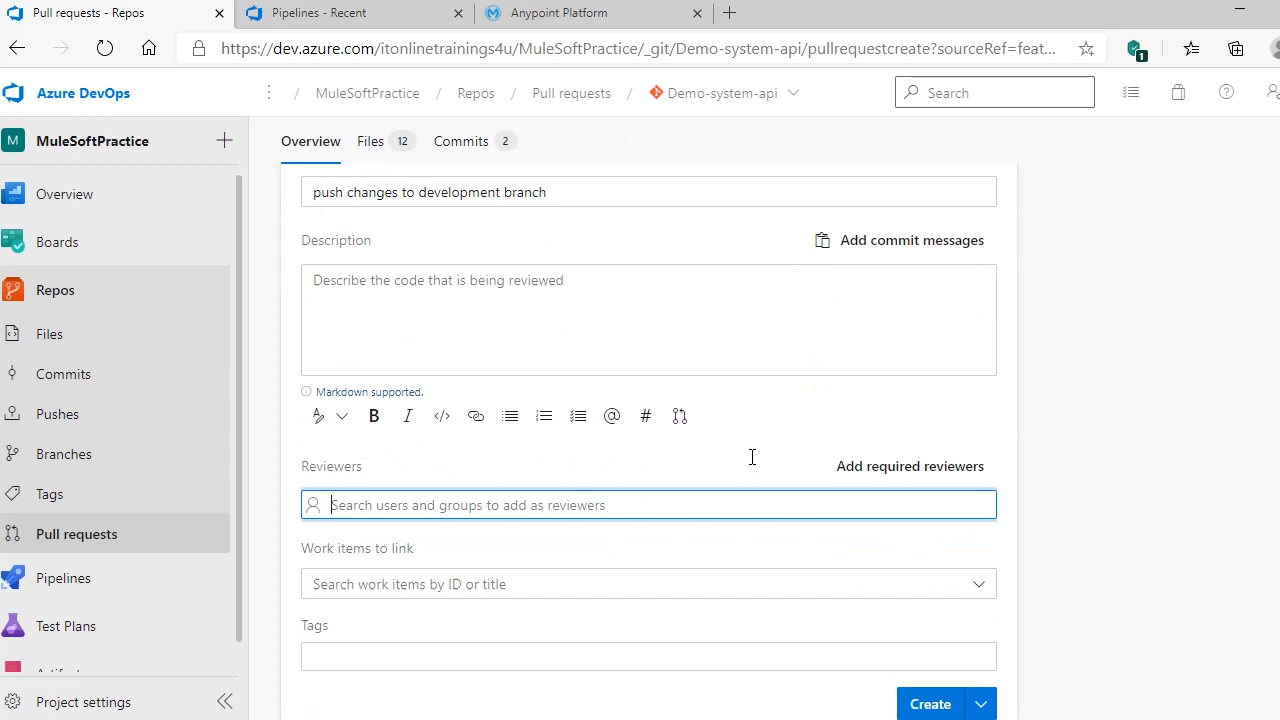 Pull requests - Repos
Pipelines - Recent
Anypoint Platform
https://dev.azure.com/itonlinetrainings4u/MuleSoftPractice/_git/Demo-system-api/pullrequestcreate?sourceRef=feat...
1
Azure DevOps
/ MuleSoftPractice / Repos / Pull requests / Demo-system-api
Search
M MuleSoftPractice
Overview
Boards
Repos
Files
Commits
Pushes
Branches
Tags
Pull requests
Pipelines
Test Plans
Project settings
Overview Files 12 Commits 2
push changes to development branch
Description
Add commit messages
Describe the code that is being reviewed
Markdown supported.
Reviewers
Add required reviewers
Search users and groups to add as reviewers
Work items to link
Search work items by ID or title
Tags
Create